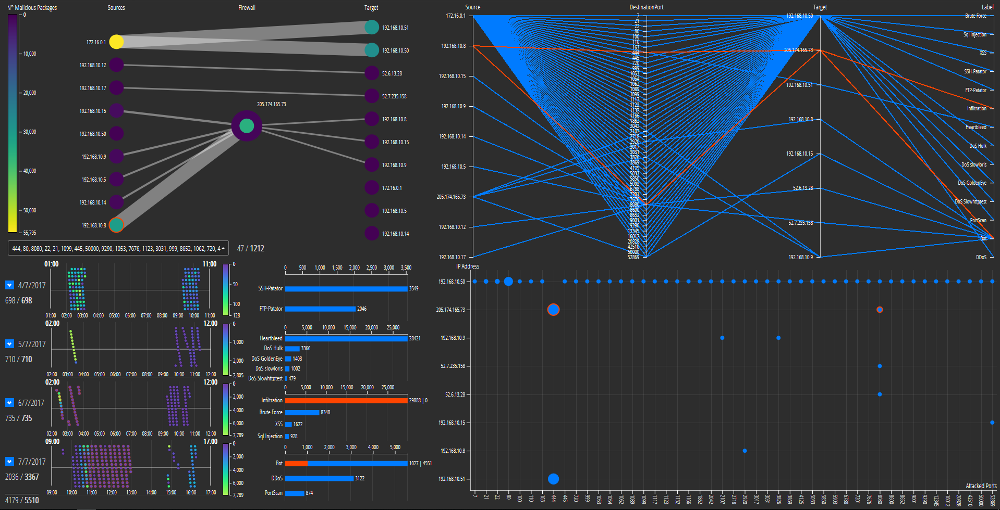 N° Malicious Packages
0
10,000
20,000
30,000
40,000
50,000
55,795
Sources
Firewall
Target
172.16.0.1
192.168.10.12
192.168.10.17
192.168.10.15
192.168.10.50
192.168.10.9
192.168.10.5
192.168.10.14
192.168.10.8
205.174.165.73
192.168.10.51
192.168.10.50
52.6.13.28
52.7.235.158
192.168.10.8
192.168.10.15
192.168.10.9
172.16.0.1
192.168.10.5
192.168.10.14
444, 80, 8080, 22, 21, 1099, 445, 50000, 9290, 1053, 7676, 1123, 3031, 999, 8652, 1062, 720, 4
47 / 1212
Source
DestinationPort
Target
Label
172.16.0.1
192.168.10.8
192.168.10.15
192.168.10.9
192.168.10.14
192.168.10.5
205.174.165.73
192.168.10.12
192.168.10.17
7
21
22
80
100
110
163
444
445
720
999
1053
1054
1062
1089
1099
1117
1123
1132
1166
1862
2042
2107
2718
2920
3017
3031
3826
3869
4125
5033
5850
5903
6788
7201
7676
8080
8600
8652
9001
9290
12345
16012
20828
42510
50000
52869
192.168.10.50
205.174.165.73
192.168.10.51
192.168.10.8
192.168.10.15
52.6.13.28
52.7.235.158
192.168.10.9
Brute Force
Sql Injection
XSS
SSH-Patator
FTP-Patator
Infiltration
Heartbleed
DoS Hulk
DoS slowloris
DoS GoldenEye
DoS Slowhttptest
PortScan
Bot
DDoS
01:00
11:00
4/7/2017
698 / 698
01:00 02:00 03:00 04:00 05:00 06:00 07:00 08:00 09:00 10:00 11:00
0
50
100
128
02:00
12:00
5/7/2017
710 / 710
02:00 03:00 04:00 05:00 06:00 07:00 08:00 09:00 10:00 11:00 12:00
0
1,000
2,000
2,805
02:00
12:00
6/7/2017
735 / 735
02:00 03:00 04:00 05:00 06:00 07:00 08:00 09:00 10:00 11:00 12:00
0
2,000
4,000
6,000
7,789
09:00
17:00
7/7/2017
2036 / 3367
09:00 10:00 11:00 12:00 13:00 14:00 15:00 16:00 17:00
0
2,000
4,000
6,000
7,789
4179 / 5510
0 500 1,000 1,500 2,000 2,500 3,000 3,500
SSH-Patator 3549
FTP-Patator 2046
0 5,000 10,000 15,000 20,000 25,000
Heartbleed 28421
DoS Hulk 3366
DoS GoldenEye 1408
DoS slowloris 1002
DoS Slowhttptest 479
0 5,000 10,000 15,000 20,000 25,000
Infiltration 29888 | 0
Brute Force 8348
XSS 1622
Sql Injection 928
0 1,000 2,000 3,000 4,000 5,000
Bot 1027 | 4551
DDoS 3122
PortScan 874
IP Address
192.168.10.50
205.174.165.73
192.168.10.9
52.7.235.158
52.6.13.28
192.168.10.15
192.168.10.8
192.168.10.51
Attacked Ports
7 21 22 80 100 110 163 444 445 720 999 1053 1054 1062 1089 1099 1117 1123 1132 1166 1862 2042 2107 2718 2920 3017 3031 3826 3869 4125 5033 5850 5903 6788 7201 7676 8080 8600 8652 9001 9290 12345 16012 20828 42510 50000 52869